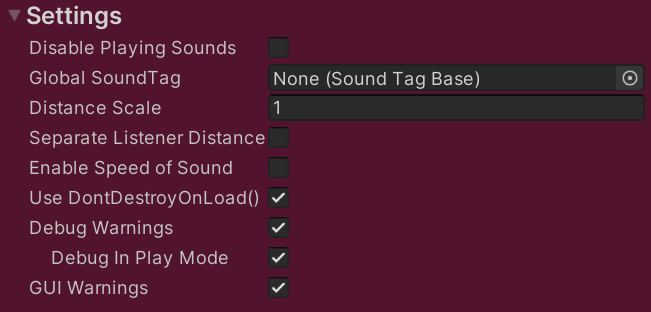 Settings
Disable Playing Sounds
Global SoundTag None (Sound Tag Base)
Distance Scale 1
Separate Listener Distance
Enable Speed of Sound
Use DontDestroyOnLoad()
Debug Warnings
Debug In Play Mode
GUI Warnings